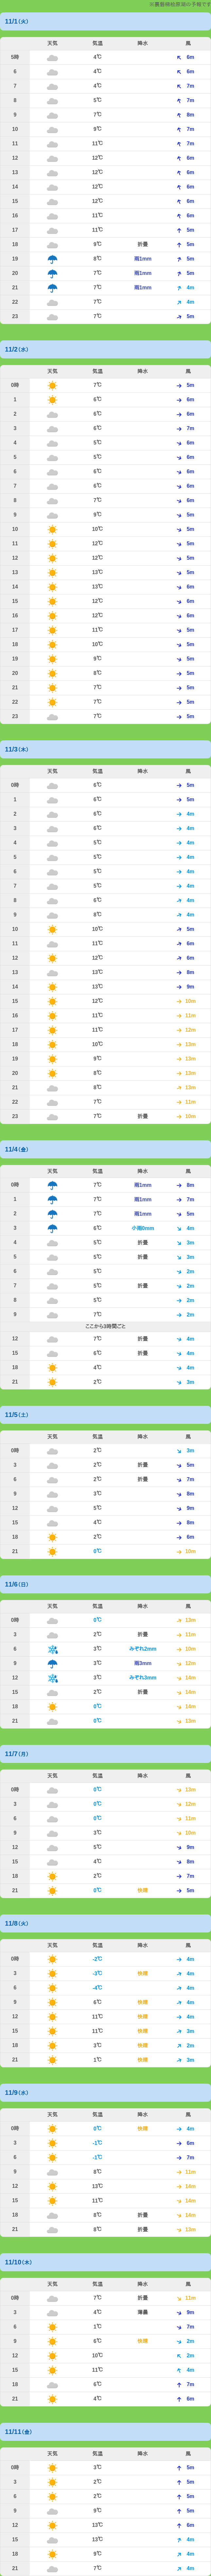 ※裏磐梯桧原湖の予報です
11/1（火）
天気 気温 降水 風
5時 4℃ 6m
6 4℃ 6m
7 4℃ 7m
8 5℃ 7m
9 7℃ 8m
10 9℃ 7m
11 11℃ 7m
12 12℃ 6m
13 12℃ 6m
14 12℃ 6m
15 12℃ 6m
16 11℃ 6m
17 11℃ 5m
18 9℃ 折畳 5m
19 8℃ 雨1mm 5m
20 7℃ 雨1mm 5m
21 7℃ 雨1mm 4m
22 7℃ 4m
23 7℃ 5m
11/2（水）
天気 気温 降水 風
0時 7℃ 5m
1 6℃ 6m
2 6℃ 6m
3 6℃ 7m
4 5℃ 6m
5 5℃ 6m
6 6℃ 6m
7 6℃ 6m
8 7℃ 6m
9 9℃ 5m
10 10℃ 5m
11 12℃ 5m
12 12℃ 5m
13 13℃ 5m
14 13℃ 6m
15 12℃ 6m
16 12℃ 6m
17 11℃ 5m
18 10℃ 5m
19 9℃ 5m
20 8℃ 5m
21 7℃ 5m
22 7℃ 5m
23 7℃ 5m
11/3（木）
天気 気温 降水 風
0時 6℃ 5m
1 6℃ 5m
2 6℃ 4m
3 6℃ 4m
4 5℃ 4m
5 5℃ 4m
6 5℃ 4m
7 5℃ 4m
8 6℃ 4m
9 8℃ 4m
10 10℃ 5m
11 11℃ 6m
12 12℃ 6m
13 13℃ 8m
14 13℃ 9m
15 12℃ 10m
16 11℃ 11m
17 11℃ 12m
18 10℃ 13m
19 9℃ 13m
20 8℃ 13m
21 8℃ 13m
22 7℃ 11m
23 7℃ 折畳 10m
11/4（金）
天気 気温 降水 風
0時 7℃ 雨1mm 8m
1 7℃ 雨1mm 7m
2 7℃ 雨1mm 5m
3 6℃ 小雨0mm 4m
4 5℃ 折畳 3m
5 5℃ 折畳 3m
6 5℃ 2m
7 5℃ 折畳 2m
8 5℃ 2m
9 7℃ 2m
ここから3時間ごと
12 7℃ 折畳 4m
15 6℃ 折畳 4m
18 4℃ 4m
21 2℃ 3m
11/5（土）
天気 気温 降水 風
0時 2℃ 3m
3 2℃ 折畳 5m
6 2℃ 折畳 7m
9 3℃ 8m
12 5℃ 9m
15 4℃ 8m
18 2℃ 6m
21 0℃ 10m
11/6（日）
天気 気温 降水 風
0時 0℃ 13m
3 2℃ 折畳 11m
6 3℃ みぞれ2mm 10m
9 3℃ 雨3mm 12m
12 3℃ みぞれ3mm 14m
15 2℃ 折畳 14m
18 0℃ 14m
21 0℃ 13m
11/7（月）
天気 気温 降水 風
0時 0℃ 13m
3 0℃ 12m
6 0℃ 11m
9 3℃ 10m
12 5℃ 9m
15 4℃ 8m
18 2℃ 7m
21 0℃ 快晴 5m
11/8（火）
天気 気温 降水 風
0時 -2℃ 4m
3 -3℃ 快晴 4m
6 -4℃ 4m
9 6℃ 快晴 4m
12 11℃ 快晴 4m
15 11℃ 快晴 3m
18 3℃ 快晴 2m
21 1℃ 快晴 3m
11/9（水）
天気 気温 降水 風
0時 0℃ 快晴 4m
3 -1℃ 6m
6 -1℃ 7m
9 8℃ 11m
12 13℃ 14m
15 11℃ 14m
18 8℃ 折畳 14m
21 8℃ 折畳 13m
11/10（木）
天気 気温 降水 風
0時 7℃ 折畳 11m
3 4℃ 薄曇 9m
6 1℃ 7m
9 6℃ 快晴 2m
12 10℃ 2m
15 11℃ 4m
18 6℃ 7m
21 4℃ 6m
11/11（金）
天気 気温 降水 風
0時 3℃ 5m
3 2℃ 5m
6 2℃ 5m
9 9℃ 5m
12 13℃ 6m
15 13℃ 4m
18 9℃ 4m
21 7℃ 4m